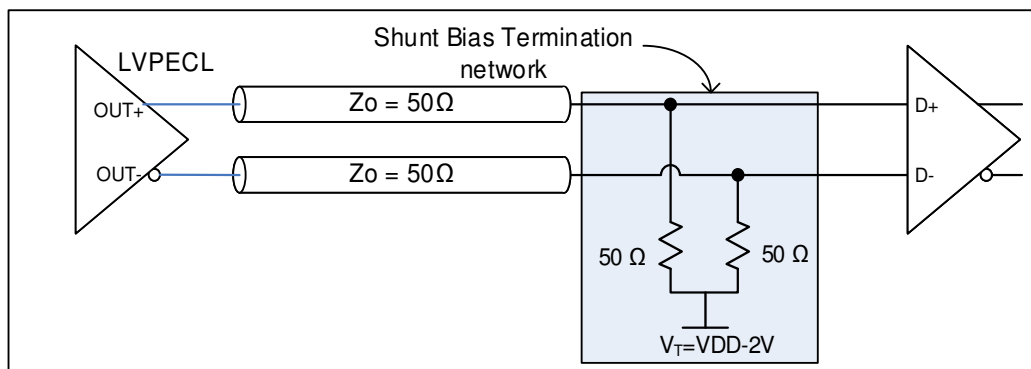 Shunt Bias Termination
network
LVPECL
OUT+
Zo = 50Ω
D+
OUT-
Zo = 50Ω
D-
50 Ω
50 Ω
VT=VDD-2V